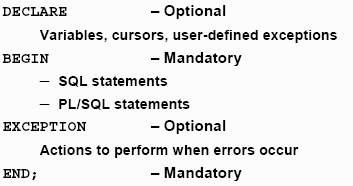 DECLARE – Optional
Variables, cursors, user-defined exceptions
BEGIN – Mandatory
– SQL statements
– PL/SQL statements
EXCEPTION – Optional
Actions to perform when errors occur
END; – Mandatory